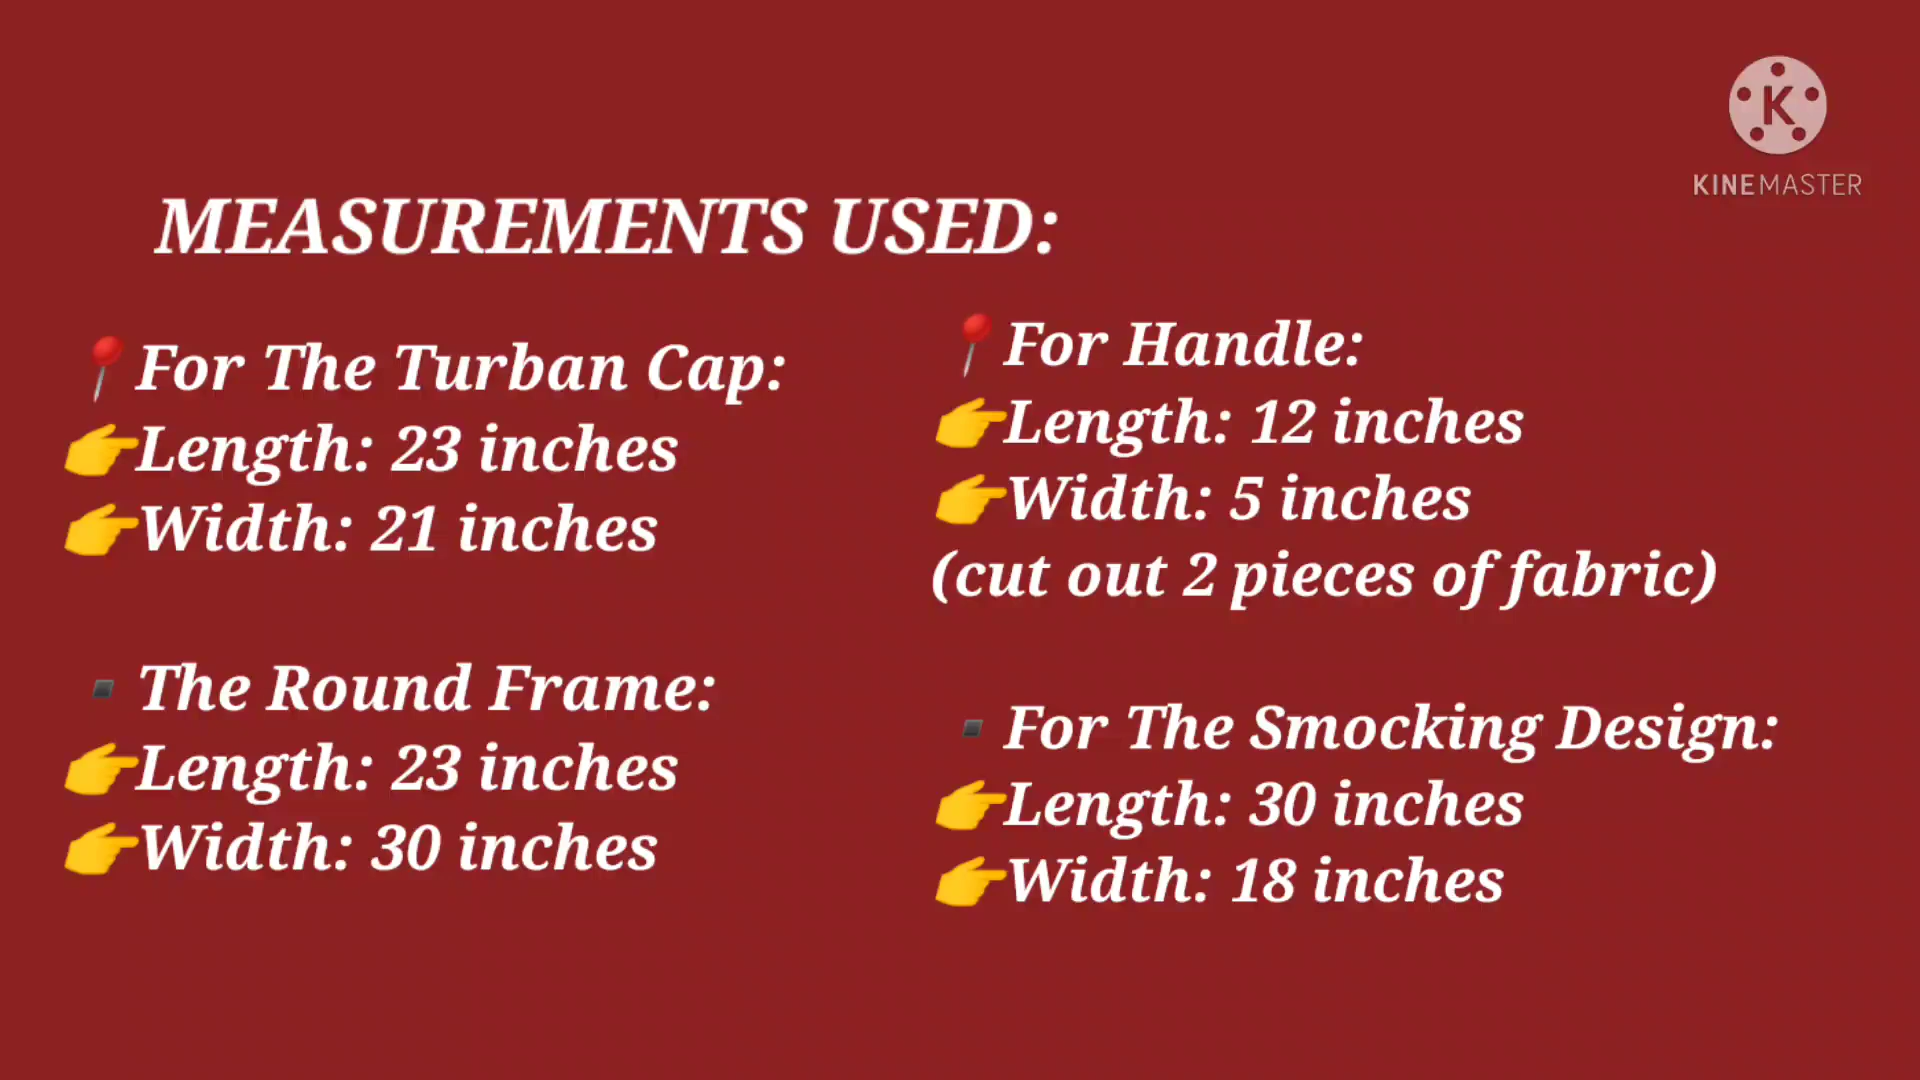 KINEMASTER
MEASUREMENTS USED:
📍For The Turban Cap:
👉Length: 23 inches
👉Width: 21 inches
▪️The Round Frame:
👉Length: 23 inches
👉Width: 30 inches
📍For Handle:
👉Length: 12 inches
👉Width: 5 inches
(cut out 2 pieces of fabric)
▪️For The Smocking Design:
👉Length: 30 inches
👉Width: 18 inches